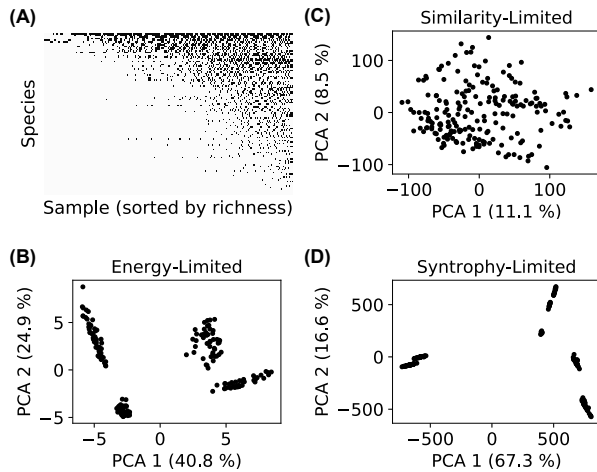 (A)
Species
Sample (sorted by richness)
(C)
Similarity-Limited
PCA 2 (8.5 %)
100
0
−100
−100
0
100
PCA 1 (11.1 %)
(B)
Energy-Limited
PCA 2 (24.9 %)
5
0
−5
−5
0
5
PCA 1 (40.8 %)
(D)
Syntrophy-Limited
PCA 2 (16.6 %)
500
0
−500
−500
0
500
PCA 1 (67.3 %)